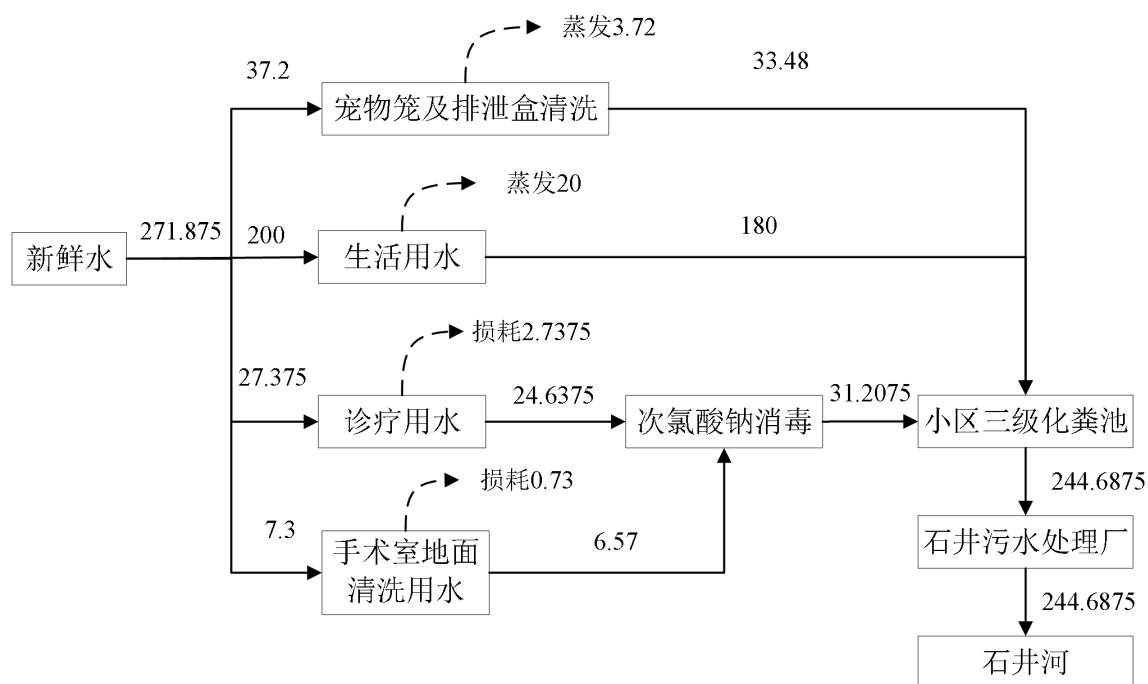 蒸发3.72
37.2
33.48
宠物笼及排泄盒清洗
蒸发20
271.875
200
180
新鲜水
生活用水
损耗2.7375
27.375
24.6375
31.2075
诊疗用水
次氯酸钠消毒
小区三级化粪池
损耗0.73
244.6875
7.3
6.57
手术室地面
清洗用水
石井污水处理厂
244.6875
石井河